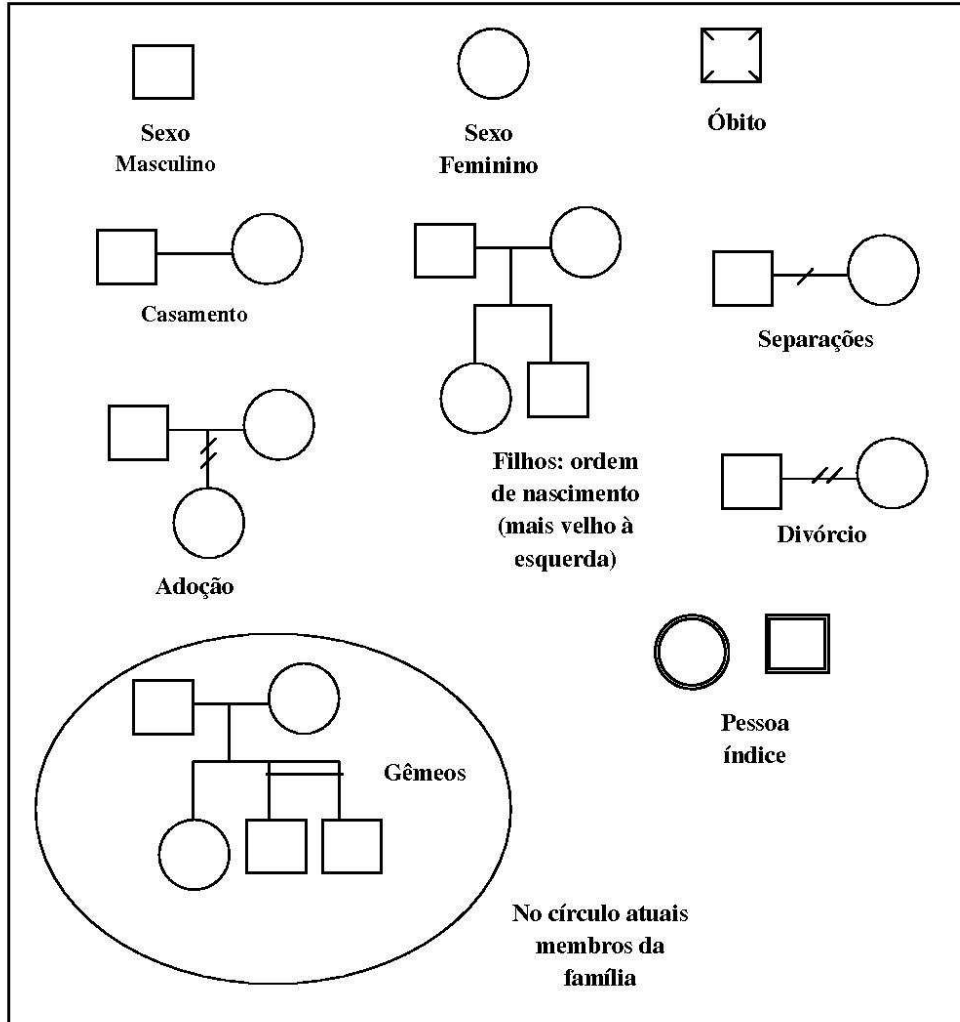 Sexo
Masculino
Sexo
Feminino
Óbito
Casamento
Separações
Filhos: ordem
de nascimento
(mais velho à
esquerda)
Adoção
Divórcio
Pessoa
índice
Gêmeos
No círculo atuais
membros da
família